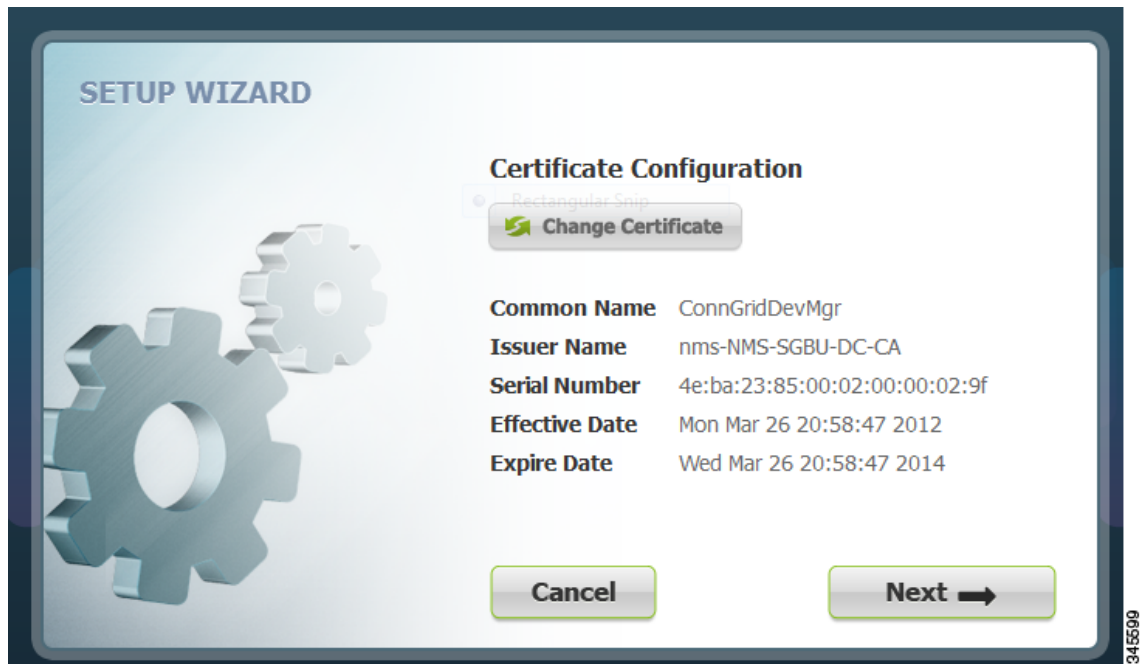 SETUP WIZARD
Certificate Configuration
Rectangular Snip
Change Certificate
Common Name ConnGridDevMgr
Issuer Name nms-NMS-SGBU-DC-CA
Serial Number 4e:ba:23:85:00:02:00:00:02:9f
Effective Date Mon Mar 26 20:58:47 2012
Expire Date Wed Mar 26 20:58:47 2014
Cancel
Next
345599